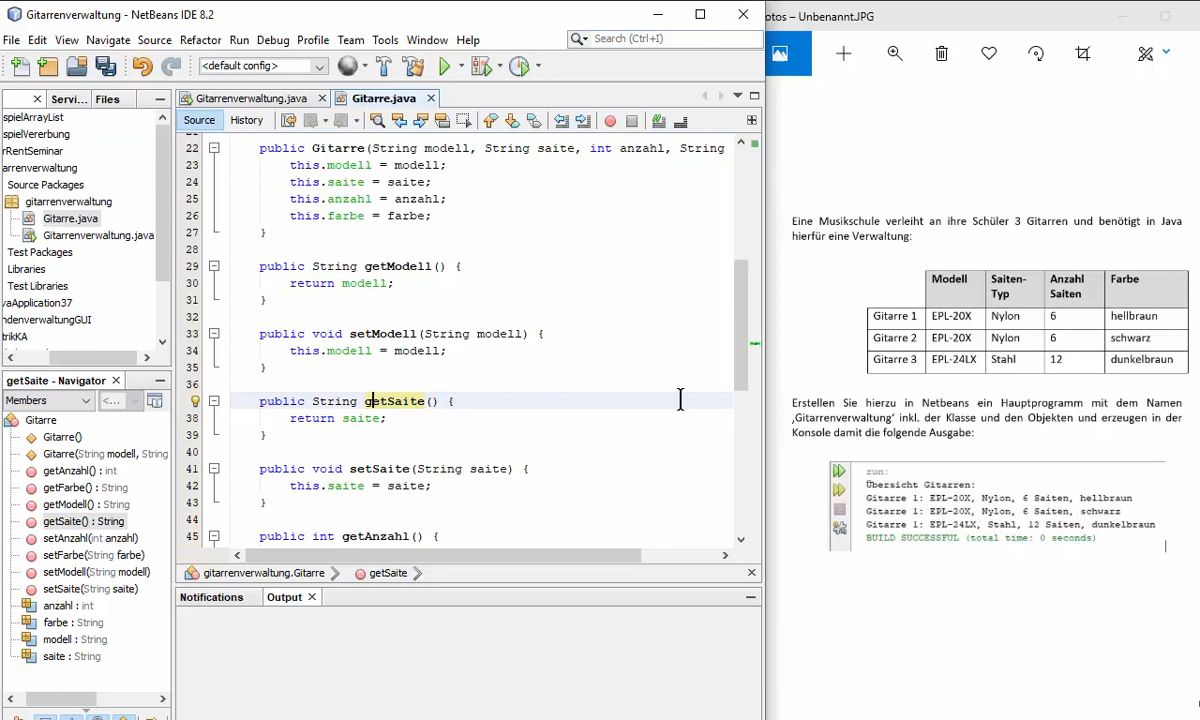 Gitarrenverwaltung - NetBeans IDE 8.2
File Edit View Navigate Source Refactor Run Debug Profile Team Tools Window Help
Search (Ctrl+I)
<default config>
Servi... Files
spielArrayList
spielVererbung
rRentSeminar
arrenverwaltung
Source Packages
gitarrenverwaltung
Gitarre.java
Gitarrenverwaltung.java
Test Packages
Libraries
Test Libraries
vaApplication37
ndenverwaltungGUI
trikKA
getSaite - Navigator
Members
<...
Gitarre
Gitarre()
Gitarre(String modell, String
getAnzahl() : int
getFarbe() : String
getModell() : String
getSaite() : String
setAnzahl(int anzahl)
setFarbe(String farbe)
setModell(String modell)
setSaite(String saite)
anzahl : int
farbe : String
modell : String
saite : String
Gitarrenverwaltung.java Gitarre.java
Source History
21
22 public Gitarre(String modell, String saite, int anzahl, String
23 this.modell = modell;
24 this.saite = saite;
25 this.anzahl = anzahl;
26 this.farbe = farbe;
27 }
28
29 public String getModell() {
30 return modell;
31 }
32
33 public void setModell(String modell) {
34 this.modell = modell;
35 }
36
public String getSaite() {
38 return saite;
39 }
40
41 public void setSaite(String saite) {
42 this.saite = saite;
43 }
44
45 public int getAnzahl() {
gitarrenverwaltung.Gitarre getSaite
Notifications Output
otos – Unbenannt.JPG
Eine Musikschule verleiht an ihre Schüler 3 Gitarren und benötigt in Java
hierfür eine Verwaltung:
Modell Saiten-Typ Anzahl Saiten Farbe
Gitarre 1 EPL-20X Nylon 6 hellbraun
Gitarre 2 EPL-20X Nylon 6 schwarz
Gitarre 3 EPL-24LX Stahl 12 dunkelbraun
Erstellen Sie hierzu in Netbeans ein Hauptprogramm mit dem Namen
‚Gitarrenverwaltung' inkl. der Klasse und den Objekten und erzeugen in der
Konsole damit die folgende Ausgabe:
run:
Übersicht Gitarren:
Gitarre 1: EPL-20X, Nylon, 6 Saiten, hellbraun
Gitarre 1: EPL-20X, Nylon, 6 Saiten, schwarz
Gitarre 1: EPL-24LX, Stahl, 12 Saiten, dunkelbraun
BUILD SUCCESSFUL (total time: 0 seconds)